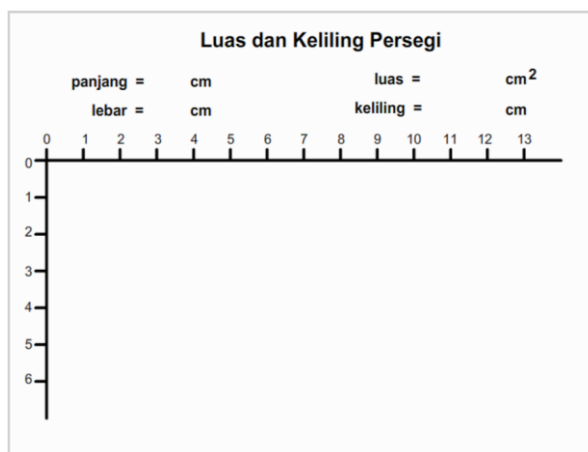 Luas dan Keliling Persegi
panjang = cm luas = cm²
lebar = cm keliling = cm
0 1 2 3 4 5 6 7 8 9 10 11 12 13
0
1
2
3
4
5
6